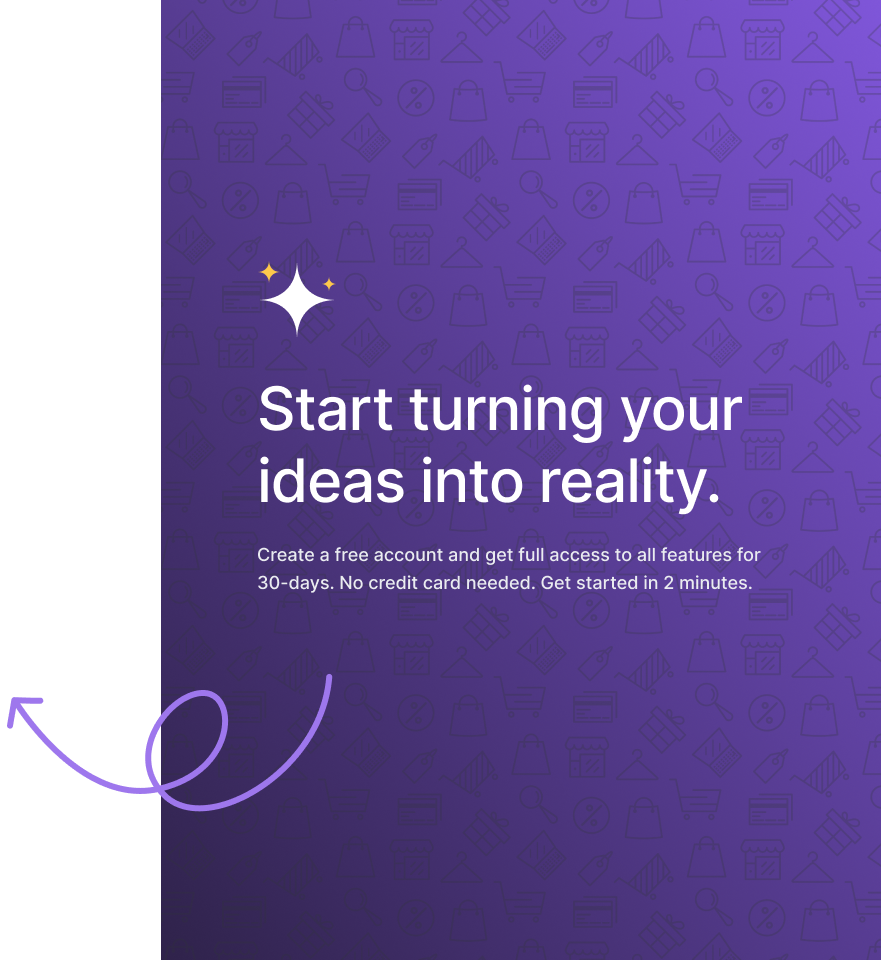 Start turning your
ideas into reality.
Create a free account and get full access to all features for
30-days. No credit card needed. Get started in 2 minutes.